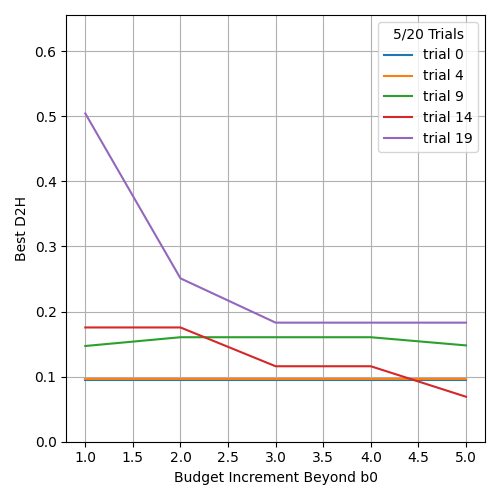 5/20 Trials
trial 0
trial 4
trial 9
trial 14
trial 19
0.6
0.5
0.4
0.3
0.2
0.1
0.0
Best D2H
1.0 1.5 2.0 2.5 3.0 3.5 4.0 4.5 5.0
Budget Increment Beyond b0